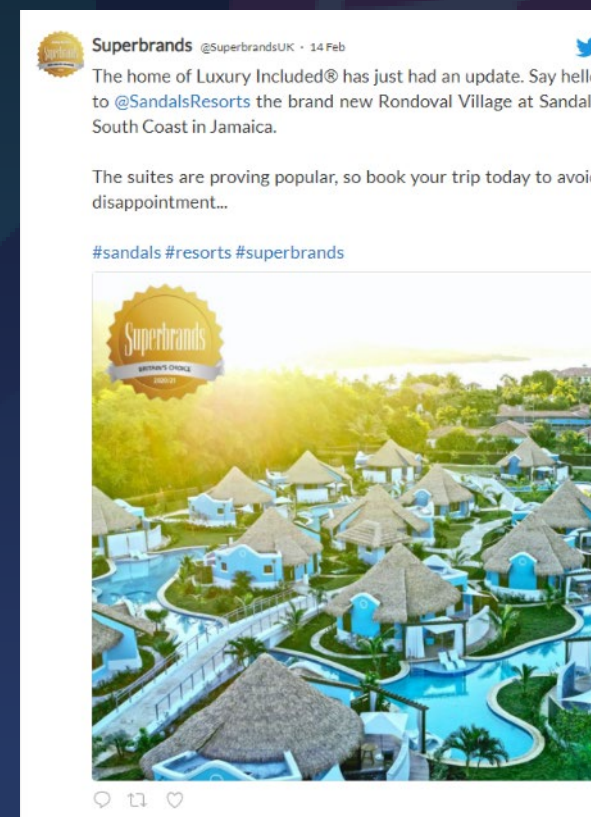 Superbrands @SuperbrandsUK · 14 Feb
The home of Luxury Included® has just had an update. Say hell
to @SandalsResorts the brand new Rondoval Village at Sandal
South Coast in Jamaica.
The suites are proving popular, so book your trip today to avoi
disappointment...
#sandals #resorts #superbrands
Superbrands
BRITAIN'S CHOICE
2020/21